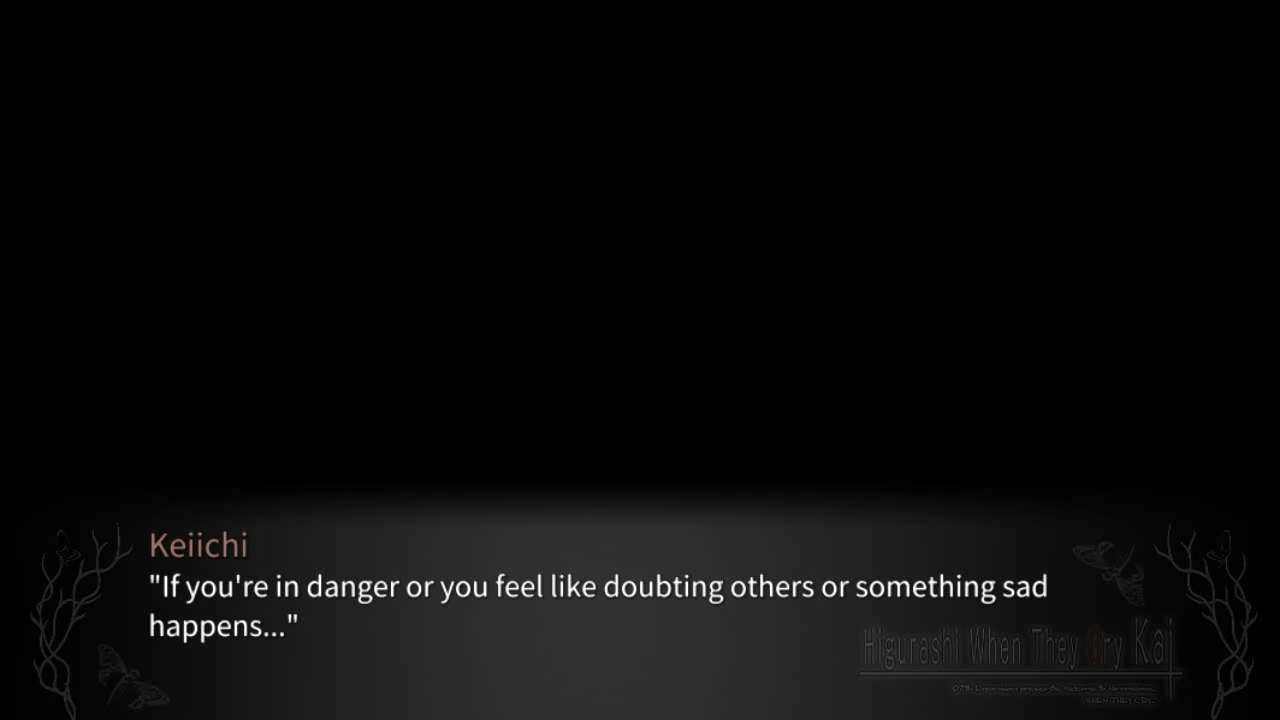 Keiichi
"If you're in danger or you feel like doubting others or something sad
happens..."
Higurashi When They Cry Kai